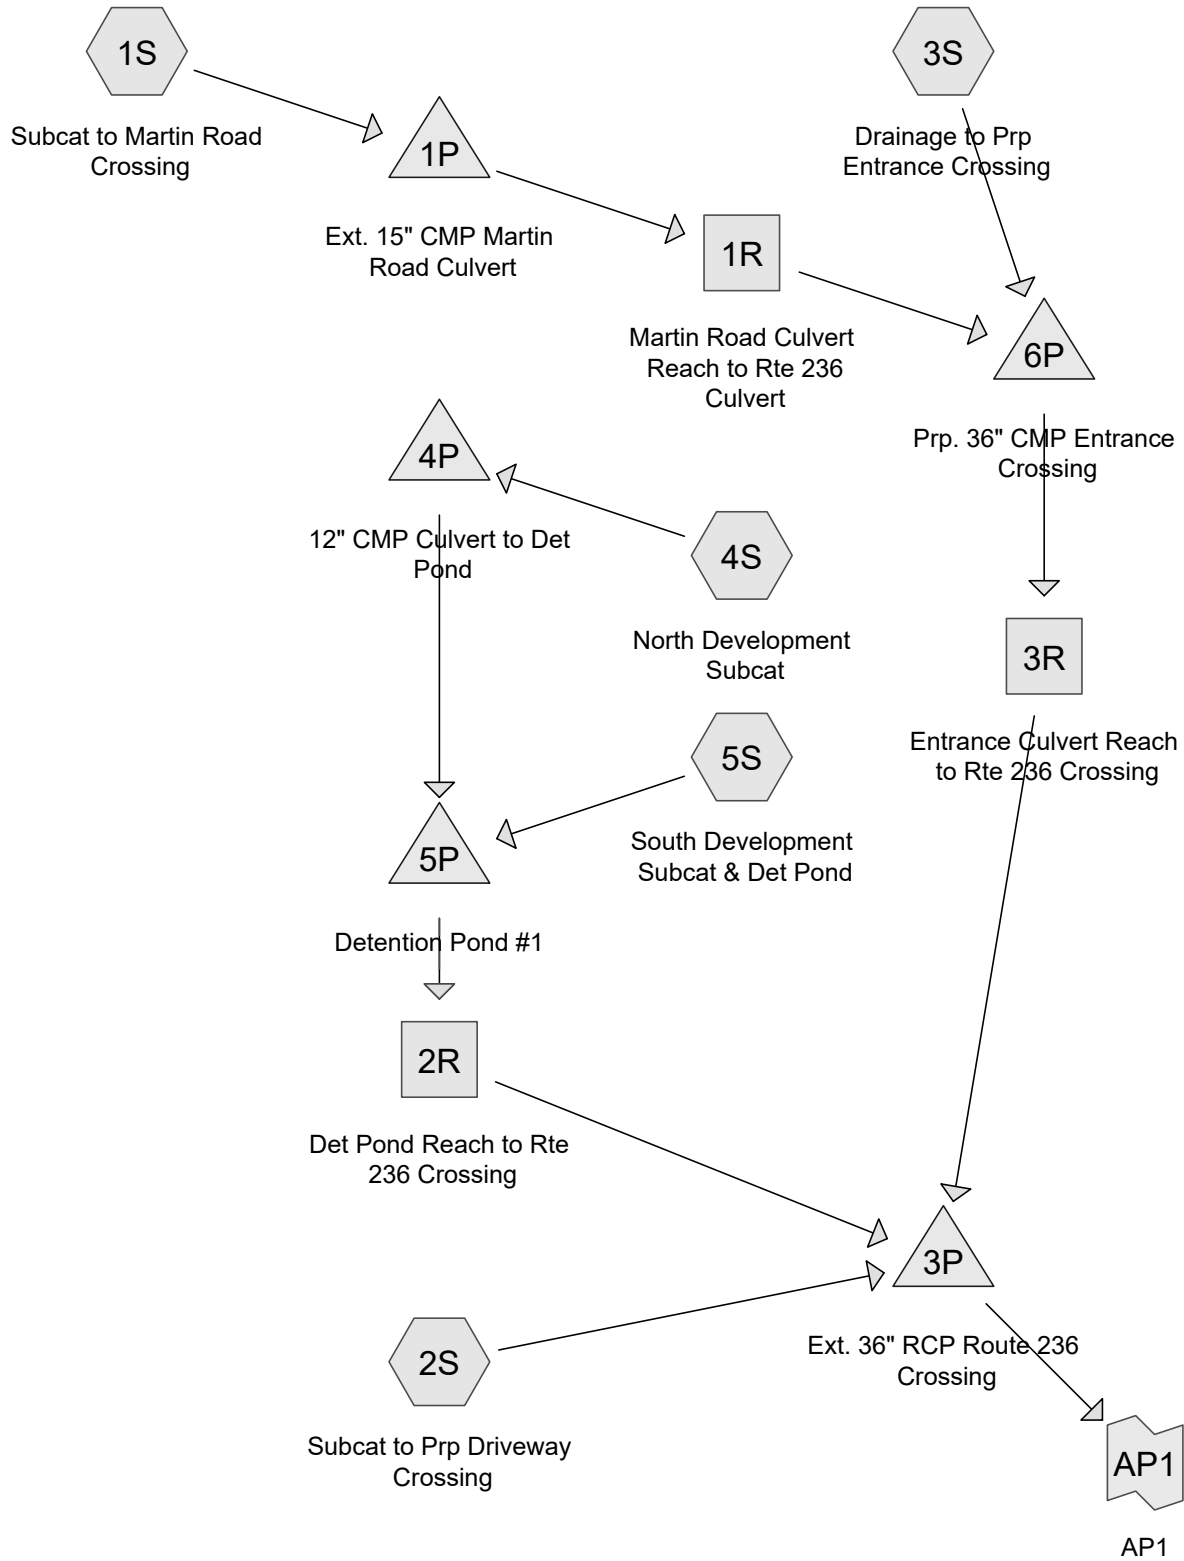 1S
Subcat to Martin Road
Crossing
3S
Drainage to Prp
Entrance Crossing
1P
Ext. 15" CMP Martin
Road Culvert
1R
Martin Road Culvert
Reach to Rte 236
Culvert
6P
Prp. 36" CMP Entrance
Crossing
4P
12" CMP Culvert to Det
Pond
4S
North Development
Subcat
3R
Entrance Culvert Reach
to Rte 236 Crossing
5S
South Development
Subcat & Det Pond
5P
Detention Pond #1
2R
Det Pond Reach to Rte
236 Crossing
3P
Ext. 36" RCP Route 236
Crossing
2S
Subcat to Prp Driveway
Crossing
AP1
AP1